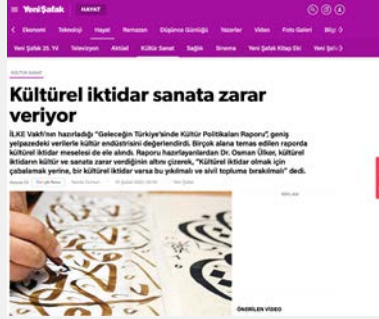 YeniŞafak HAYAT
Ekonomi Teknoloji Hayat Ramazan Düşünce Günlüğü Yazarlar Video Foto Galeri
Yeni Şafak 25. Yıl Televizyon Aktüel Kültür Sanat Sağlık Sinema Yeni Şafak Kitap Eki
KÜLTÜR SANAT
Kültürel iktidar sanata zarar
veriyor
İLKE Vakfı'nın hazırladığı "Geleceğin Türkiye'sinde Kültür Politikaları Raporu", geniş
yelpazedeki verilerle kültür endüstrisini değerlendirdi. Birçok alana temas edilen raporda
kültürel iktidar meselesi de ele alındı. Raporu hazırlayanlardan Dr. Osman Ülker, kültürel
iktidarın kültür ve sanata zarar verdiğinin altını çizerek, "Kültürel iktidar olmak için
çabalamak yerine, bir kültürel iktidar varsa bu yıkılmalı ve sivil topluma bırakılmalı" dedi.
Yeni Şafak
REKLAM
ÖNERİLEN VİDEO